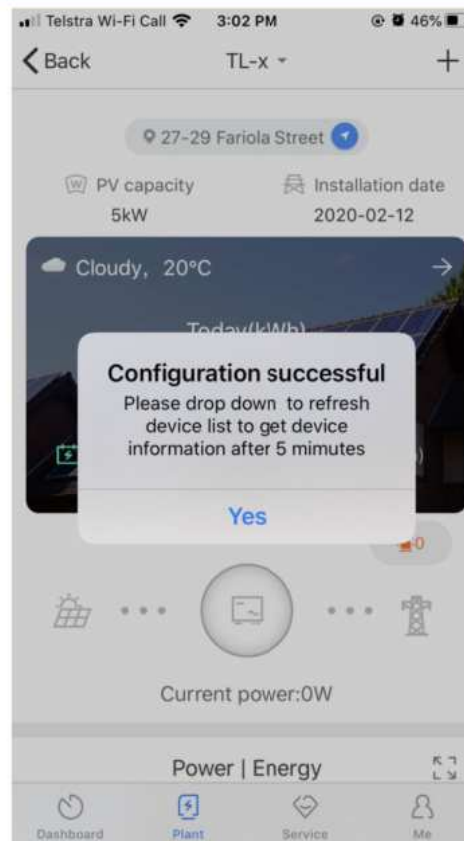 Telstra Wi-Fi Call 3:02 PM 46%
Back TL-x +
27-29 Fariola Street
PV capacity Installation date
5kW 2020-02-12
Cloudy, 20°C
Today(kWh)
Configuration successful
Please drop down to refresh
device list to get device
information after 5 mimutes
Yes
0
Current power:0W
Power | Energy
Dashboard Plant Service Me